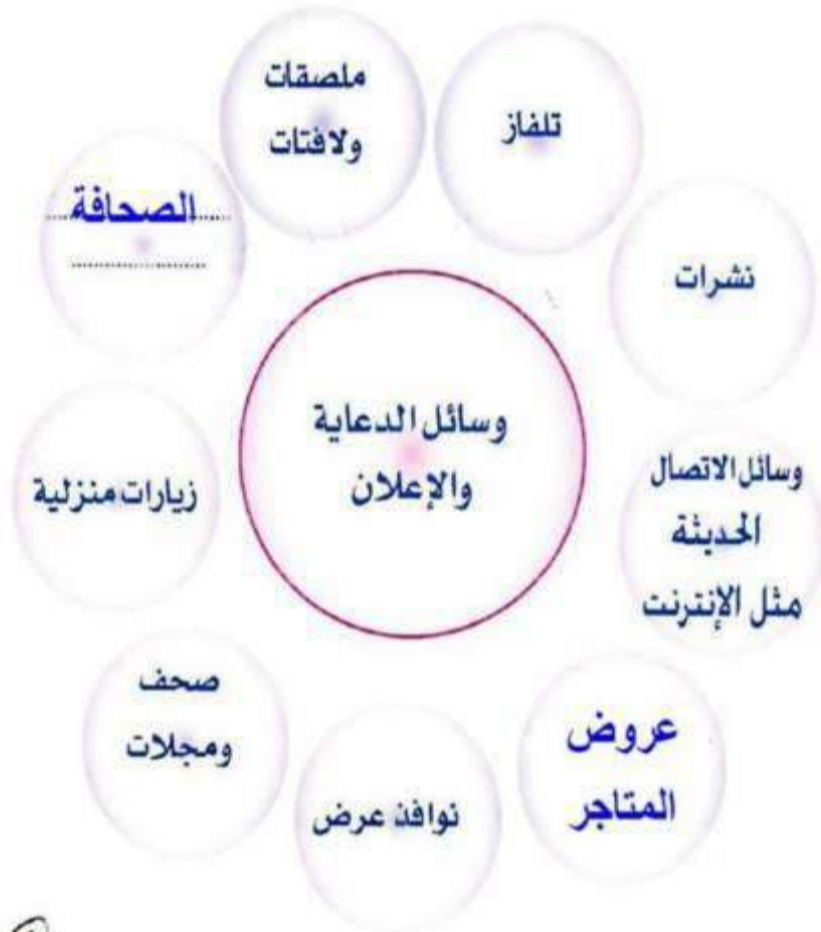 ملصقات
ولافتات
تلفاز
نشرات
وسائل الاتصال
الحديثة
مثل الإنترنت
عروض
المتاجر
نوافذ عرض
صحف
ومجلات
زيارات منزلية
الصحافة
وسائل الدعاية
والإعلان